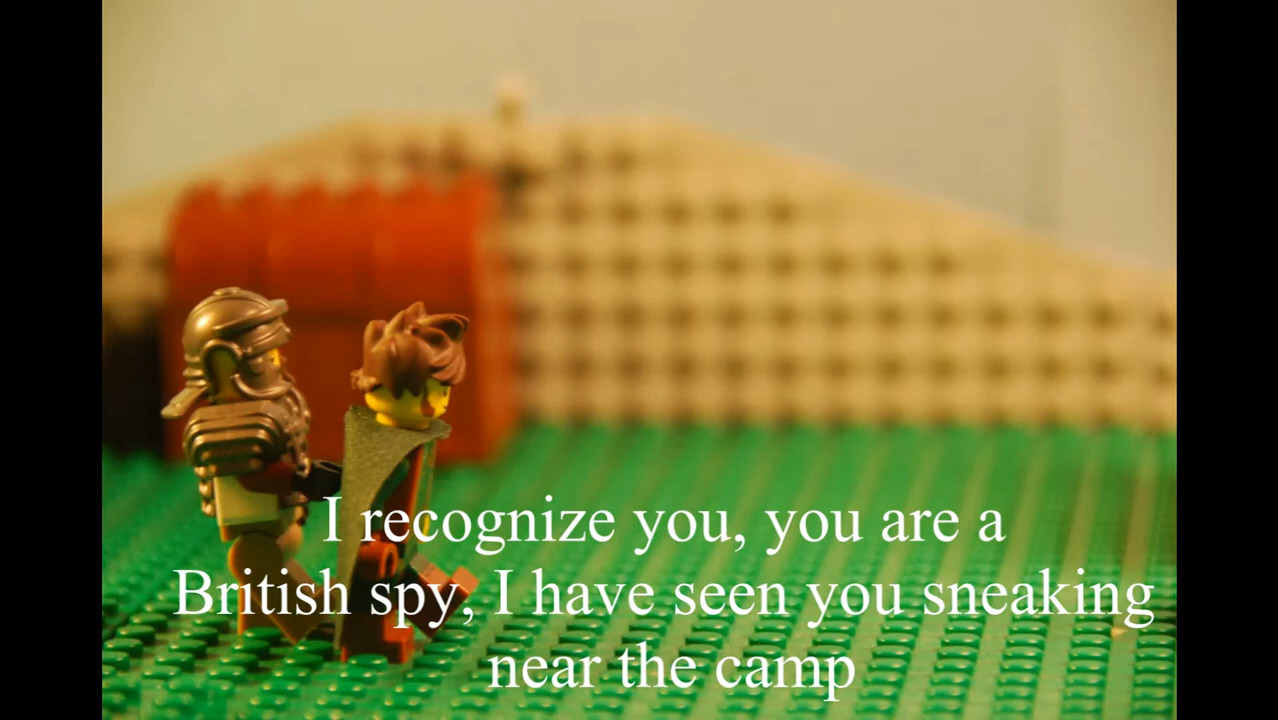 I recognize you, you are a
British spy, I have seen you sneaking
near the camp